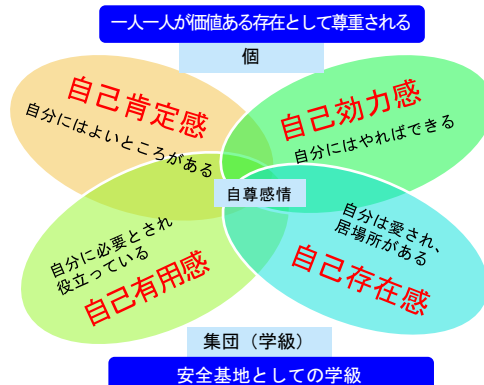 一人一人が価値ある存在として尊重される
個
自己肯定感
自分にはよいところがある
自己効力感
自分にはやればできる
自尊感情
自分に必要とされ
役立っている
自己有用感
自分は愛され、
居場所がある
自己存在感
集団（学級）
安全基地としての学級